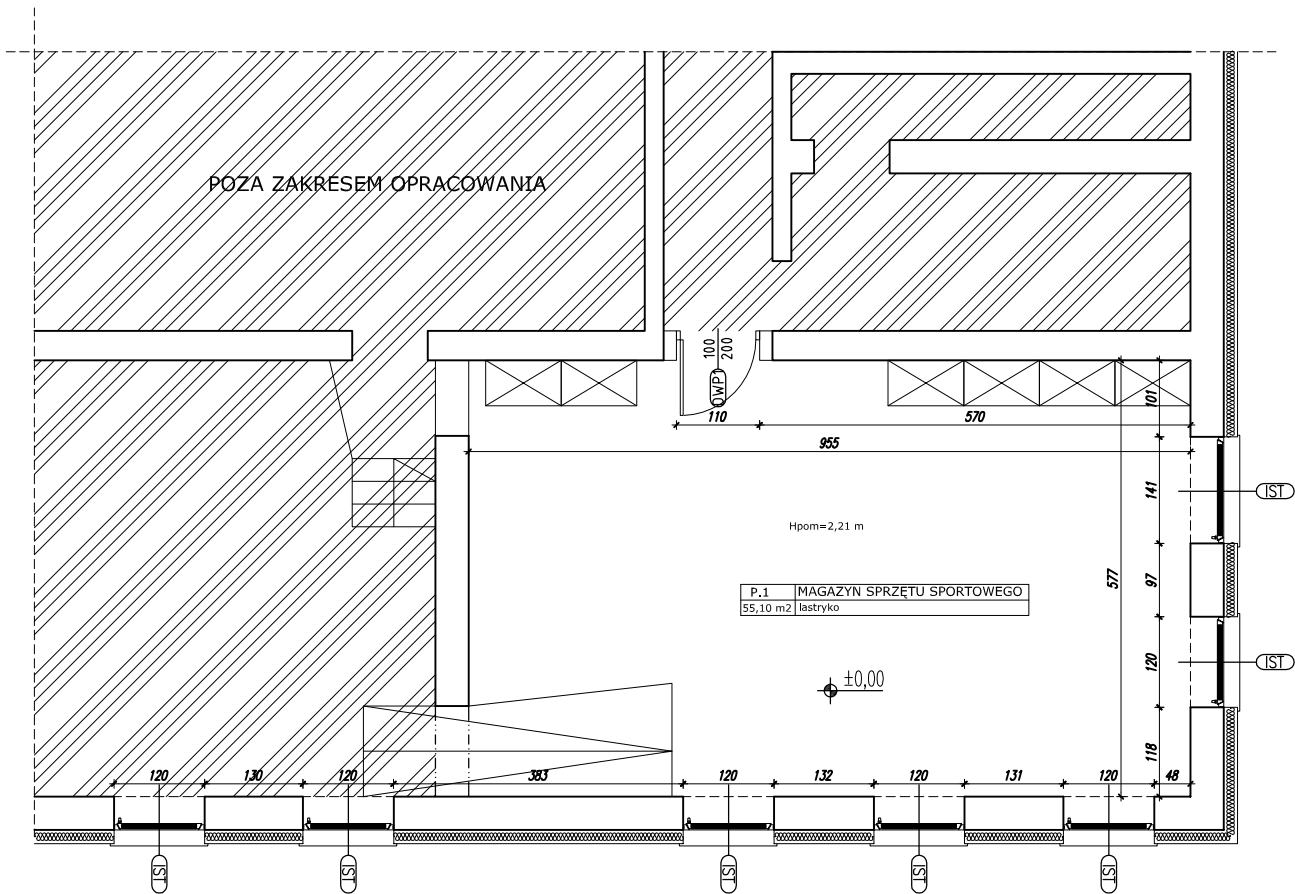 POZA ZAKRESEM OPRACOWANIA
100
200
DWP1
110
570
955
101
141
IST
577
97
120
IST
118
Hpom=2,21 m
P.1 MAGAZYN SPRZĘTU SPORTOWEGO
55,10 m2 lastryko
±0,00
120 130 120 383 120 132 120 131 120 48
IST IST IST IST IST